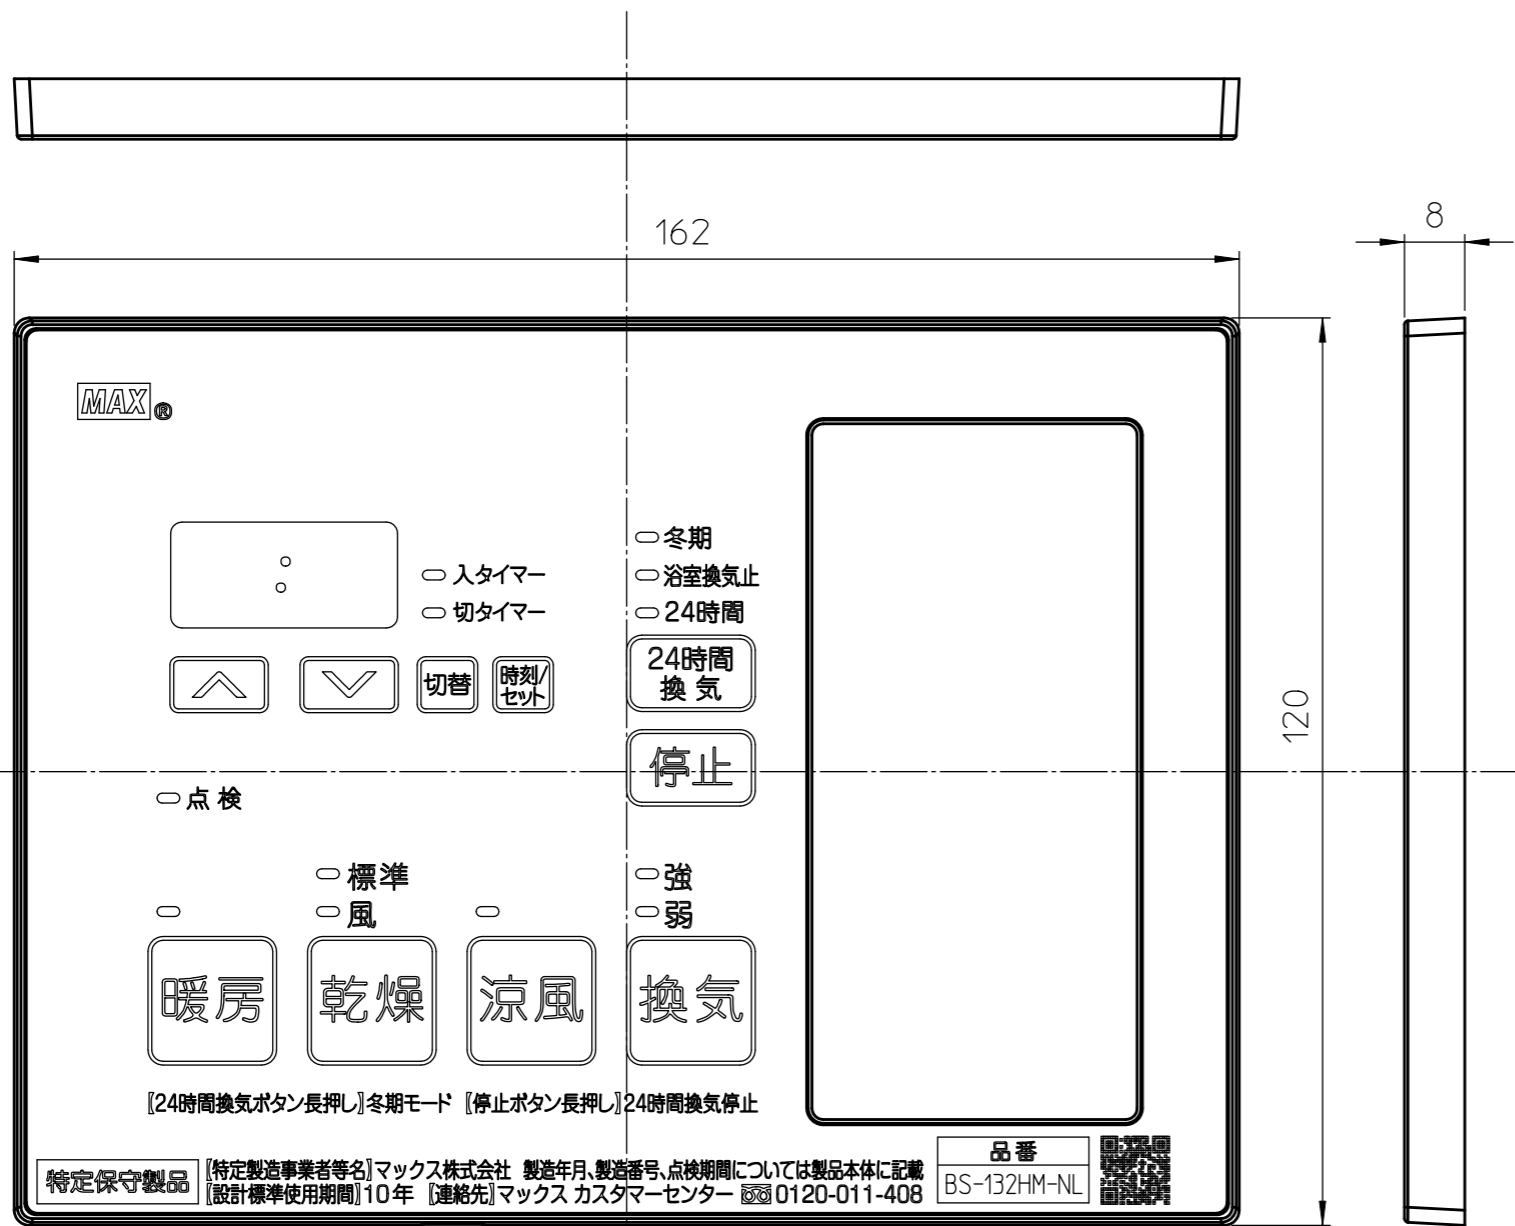 162
8
MAX®
冬期
入タイマー
浴室換気止
切タイマー
24時間
切替
時刻/
セット
24時間
換気
停止
120
点検
標準
強
風
弱
暖房
乾燥
涼風
換気
〖24時間換気ボタン長押し〗冬期モード 〖停止ボタン長押し〗24時間換気停止
特定保守製品
〖特定製造事業者等名〗マックス株式会社 製造年月、製造番号、点検期間については製品本体に記載
〖設計標準使用期間〗10年 〖連絡先〗マックス カスタマーセンター 0120-011-408
品番
BS-132HM-NL